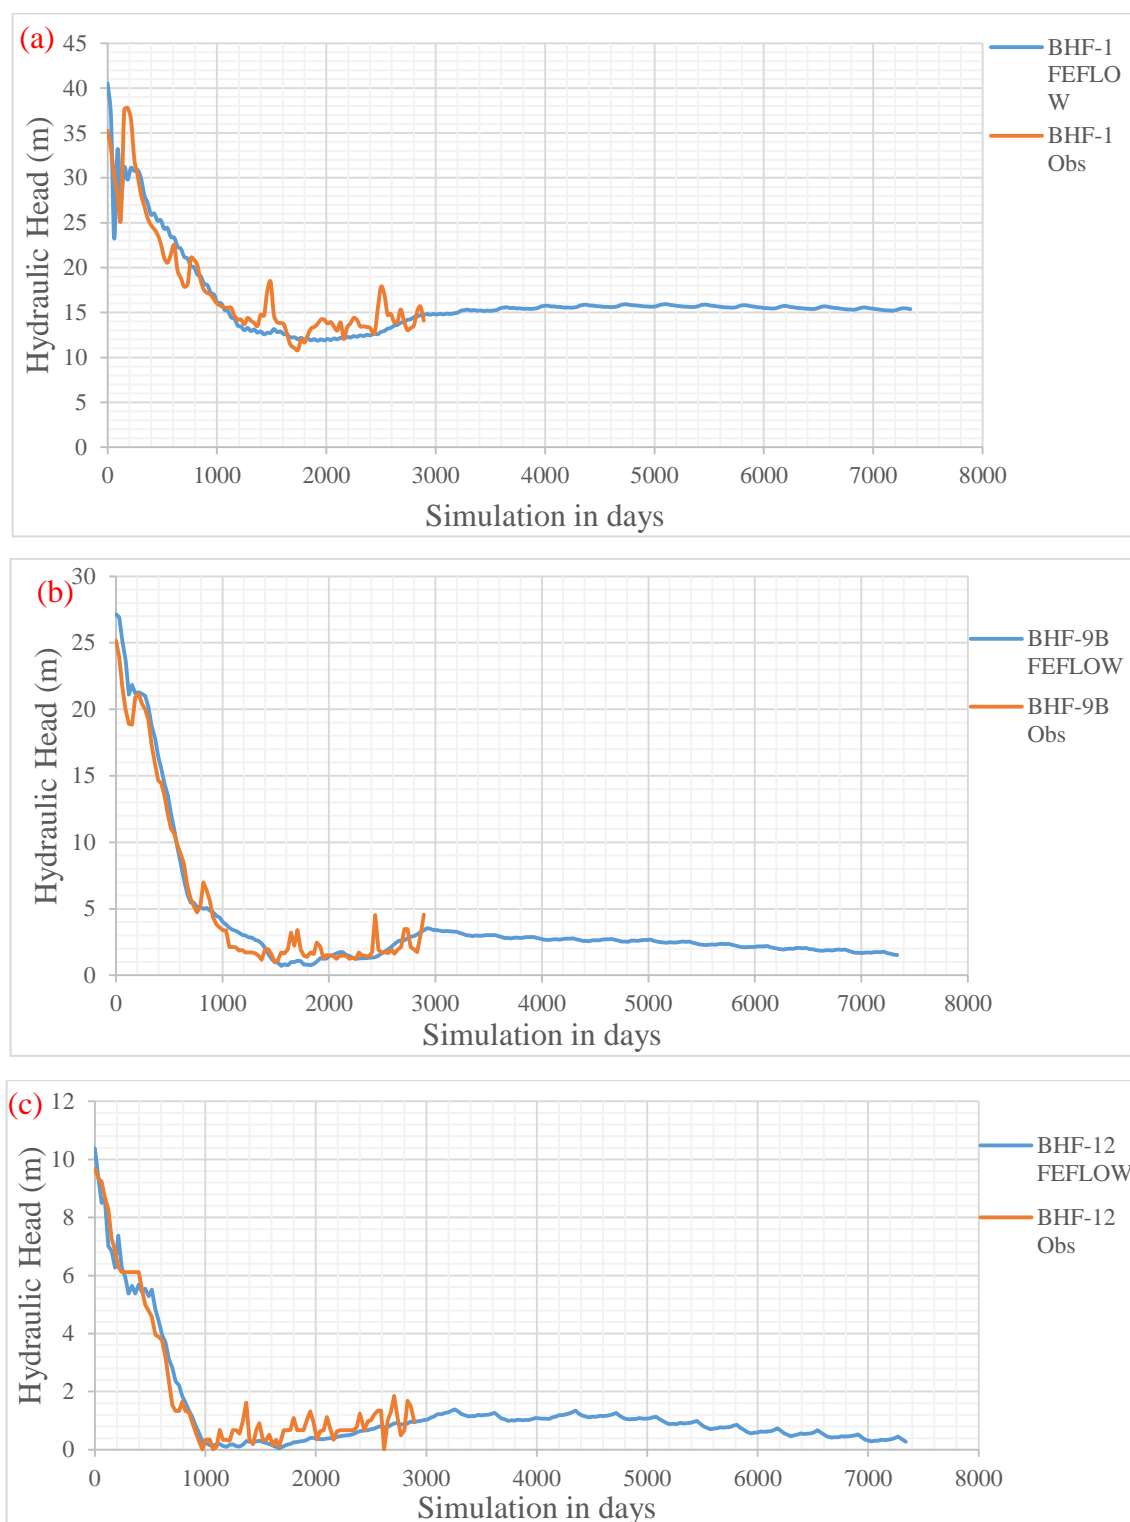 (a)
45
40
35
30
25
20
15
10
5
0
Hydraulic Head (m)
0 1000 2000 3000 4000 5000 6000 7000 8000
Simulation in days
BHF-1
FEFLO
W
BHF-1
Obs
(b)
30
25
20
15
10
5
0
Hydraulic Head (m)
0 1000 2000 3000 4000 5000 6000 7000 8000
Simulation in days
BHF-9B
FEFLOW
BHF-9B
Obs
(c)
12
10
8
6
4
2
0
Hydraulic Head (m)
0 1000 2000 3000 4000 5000 6000 7000 8000
Simulation in days
BHF-12
FEFLOW
BHF-12
Obs